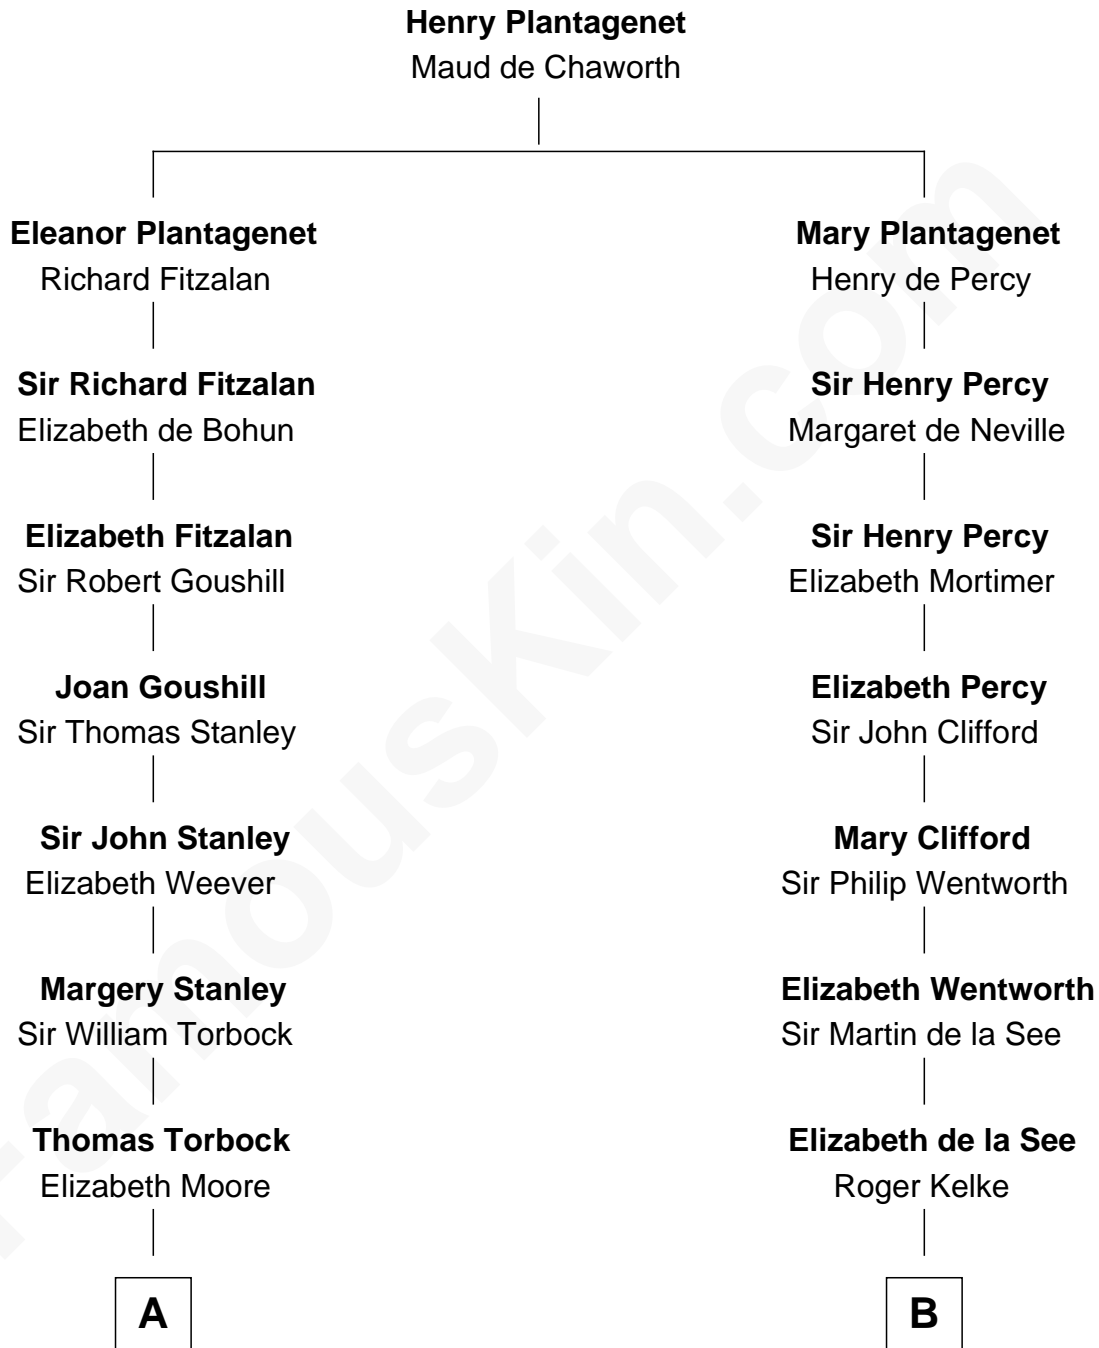 Henry Plantagenet
Maud de Chaworth
Eleanor Plantagenet
Richard Fitzalan
Mary Plantagenet
Henry de Percy
Sir Richard Fitzalan
Elizabeth de Bohun
Sir Henry Percy
Margaret de Neville
Elizabeth Fitzalan
Sir Robert Goushill
Sir Henry Percy
Elizabeth Mortimer
Joan Goushill
Sir Thomas Stanley
Elizabeth Percy
Sir John Clifford
Sir John Stanley
Elizabeth Weever
Mary Clifford
Sir Philip Wentworth
Margery Stanley
Sir William Torbock
Elizabeth Wentworth
Sir Martin de la See
Thomas Torbock
Elizabeth Moore
Elizabeth de la See
Roger Kelke
A
B
FamousKin.com